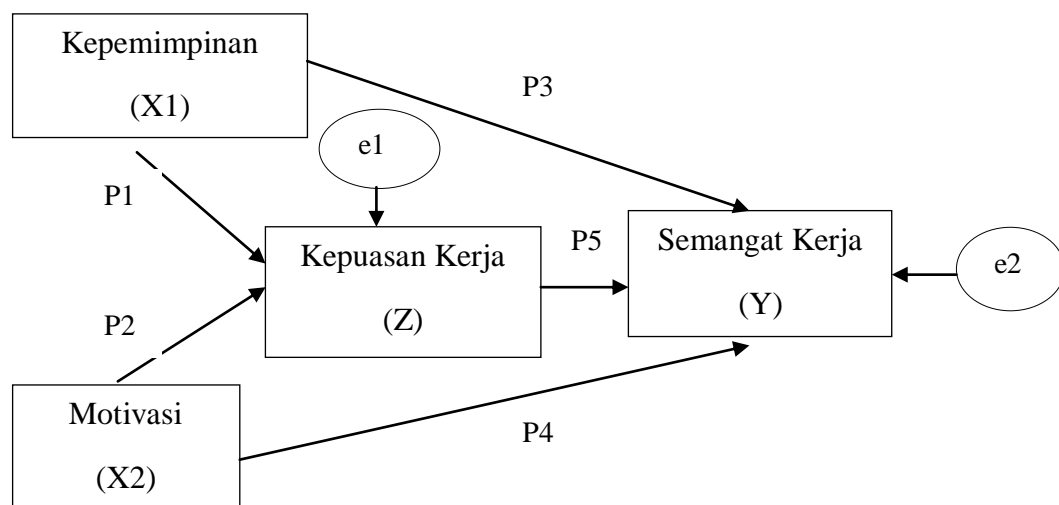 Kepemimpinan
(X1)
P3
e1
P1
Kepuasan Kerja
(Z)
P5
Semangat Kerja
(Y)
e2
P2
Motivasi
(X2)
P4